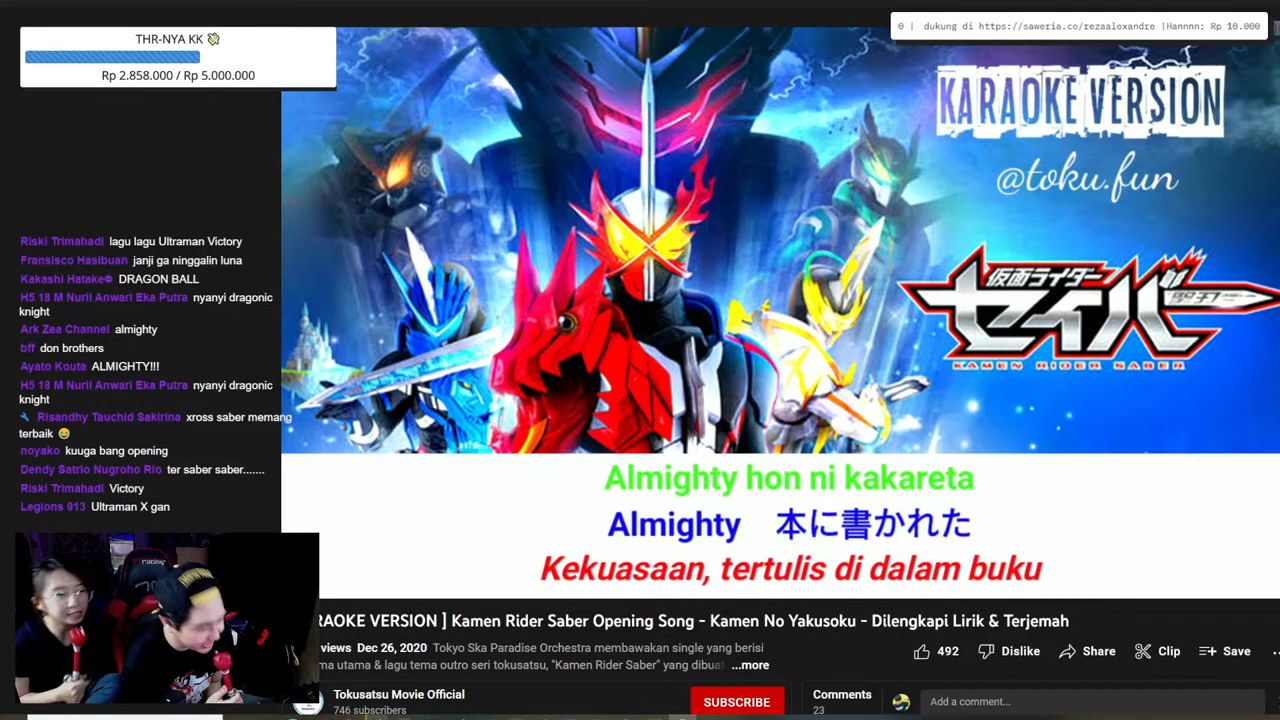 THR-NYA KK
Rp 2.858.000 / Rp 5.000.000
0 | dukung di https://saweria.co/rezaalexandre |Hannnn: Rp 10.000
KARAOKE VERSION
@toku.fun
仮面ライダー
セイバー
KAMEN RIDER SABER
Riski Trimahadi lagu lagu Ultraman Victory
Fransisco Hasibuan janji ga ninggalin luna
Kakashi Hatake DRAGON BALL
H5 18 M Nuril Anwari Eka Putra nyanyi dragonic
knight
Ark Zea Channel almighty
bff don brothers
Ayato Kouta ALMIGHTY!!!
H5 18 M Nuril Anwari Eka Putra nyanyi dragonic
knight
Risandhy Tauchid Sakirina xross saber memang
terbaik 😄
noyako kuuga bang opening
Dendy Satrio Nugroho Rio ter saber saber.......
Riski Trimahadi Victory
Legions 913 Ultraman X gan
Almighty hon ni kakareta
Almighty 本に書かれた
Kekuasaan, tertulis di dalam buku
RAOKE VERSION ] Kamen Rider Saber Opening Song - Kamen No Yakusoku - Dilengkapi Lirik & Terjemah
views Dec 26, 2020 Tokyo Ska Paradise Orchestra membawakan single yang berisi
ma utama & lagu tema outro seri tokusatsu, "Kamen Rider Saber" yang dibuat ...more
492 Dislike Share Clip Save ...
Tokusatsu Movie Official
746 subscribers
SUBSCRIBE
Comments
23
Add a comment...